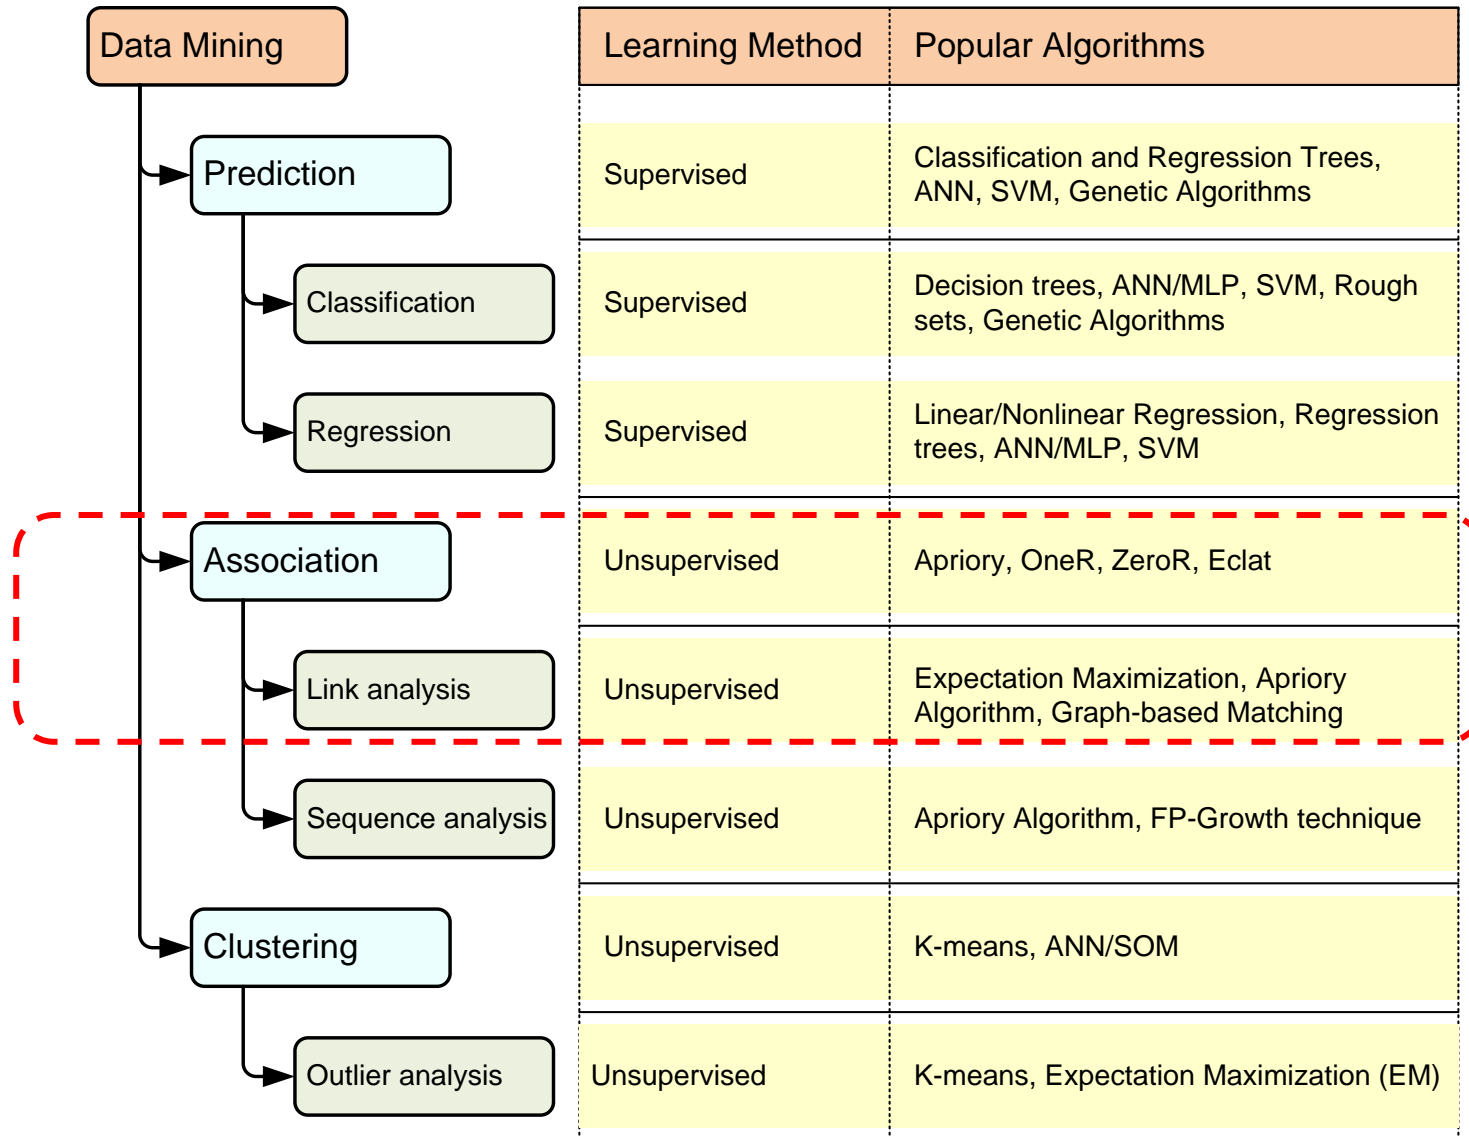 Data Mining
Learning Method
Popular Algorithms
Prediction
Supervised
Classification and Regression Trees,
ANN, SVM, Genetic Algorithms
Classification
Supervised
Decision trees, ANN/MLP, SVM, Rough
sets, Genetic Algorithms
Regression
Supervised
Linear/Nonlinear Regression, Regression
trees, ANN/MLP, SVM
Association
Unsupervised
Apriory, OneR, ZeroR, Eclat
Link analysis
Unsupervised
Expectation Maximization, Apriory
Algorithm, Graph-based Matching
Sequence analysis
Unsupervised
Apriory Algorithm, FP-Growth technique
Clustering
Unsupervised
K-means, ANN/SOM
Outlier analysis
Unsupervised
K-means, Expectation Maximization (EM)